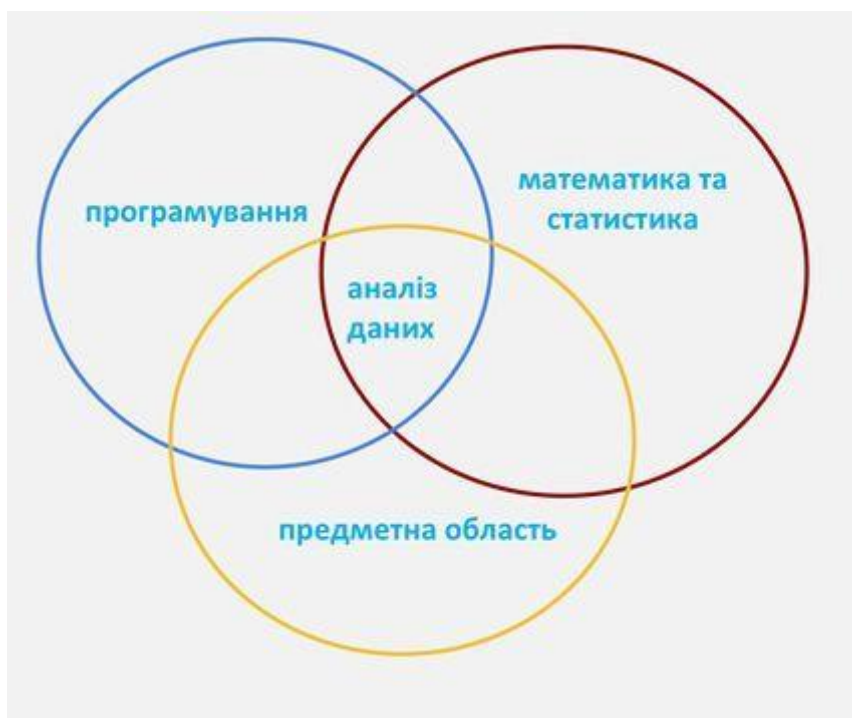 програмування
математика та
статистика
аналіз
даних
предметна область